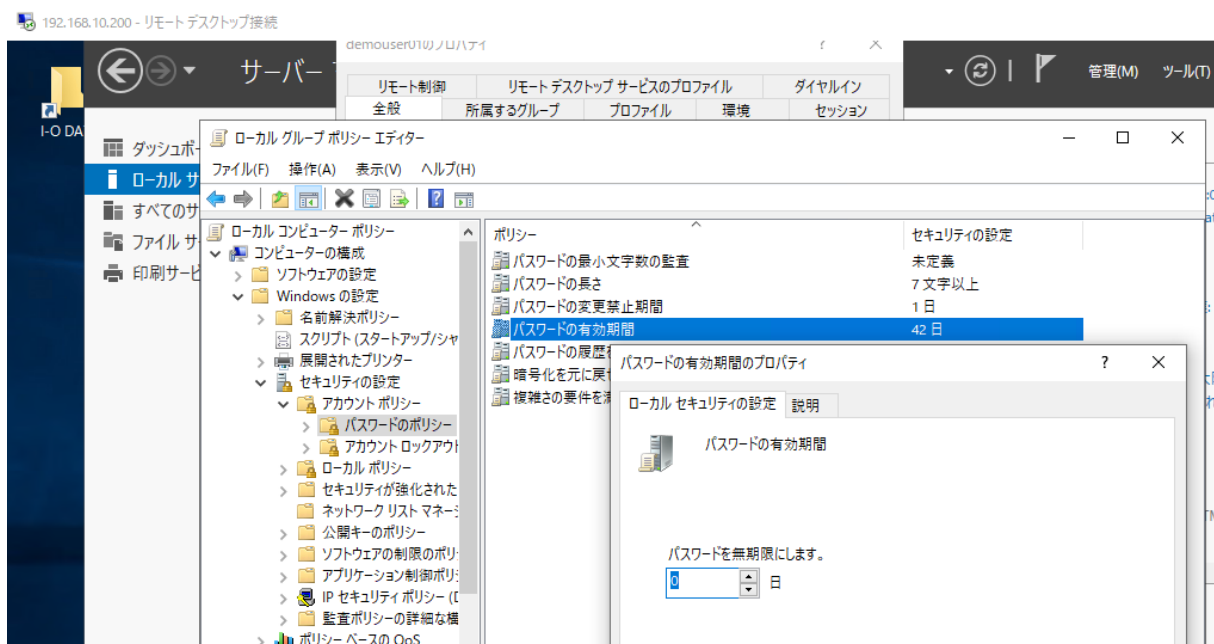 192.168.10.200 - リモート デスクトップ接続
demouser01のプロパティ ? ×
サーバー
管理(M) ツール(T)
リモート制御 リモート デスクトップ サービスのプロファイル ダイヤルイン
全般 所属するグループ プロファイル 環境 セッション
I-O DA
ダッシュボー
ローカル サ
すべてのサ
ファイル サー
印刷サービ
ローカル グループ ポリシー エディター
ファイル(F) 操作(A) 表示(V) ヘルプ(H)
ローカル コンピューター ポリシー
コンピューターの構成
ソフトウェアの設定
Windows の設定
名前解決ポリシー
スクリプト (スタートアップ/シャ
展開されたプリンター
セキュリティの設定
アカウント ポリシー
パスワードのポリシー
アカウント ロックアウト
ローカル ポリシー
セキュリティが強化された
ネットワーク リスト マネージ
公開キーのポリシー
ソフトウェアの制限のポリ
アプリケーション制御ポリ
IP セキュリティ ポリシー (
監査ポリシーの詳細な構
ポリシー ベースの QoS
ポリシー セキュリティの設定
パスワードの最小文字数の監査 未定義
パスワードの長さ 7 文字以上
パスワードの変更禁止期間 1 日
パスワードの有効期間 42 日
パスワードの履歴を
暗号化を元に戻せ
複雑さの要件を満
パスワードの有効期間のプロパティ ? ×
ローカル セキュリティの設定 説明
パスワードの有効期間
パスワードを無期限にします。
0 日